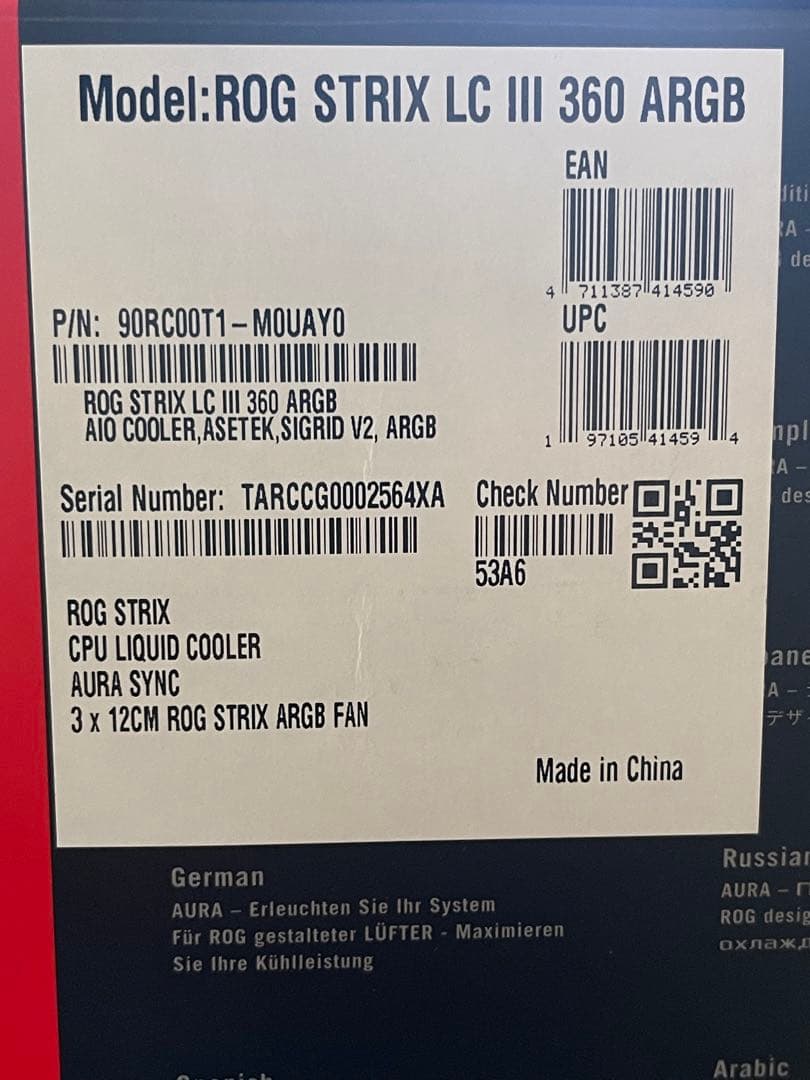 Model:ROG STRIX LC III 360 ARGB
EAN
4 711387 414590
P/N: 90RC00T1-M0UAY0
UPC
1 97105 41459 4
ROG STRIX LC III 360 ARGB
AIO COOLER,ASETEK,SIGRID V2, ARGB
Serial Number: TARCCG0002564XA
Check Number
53A6
ROG STRIX
CPU LIQUID COOLER
AURA SYNC
3 x 12CM ROG STRIX ARGB FAN
Made in China
German
AURA – Erleuchten Sie Ihr System
Für ROG gestalteter LÜFTER - Maximieren
Sie Ihre Kühlleistung
Russian
AURA –
ROG desig
охлажд
Arabic